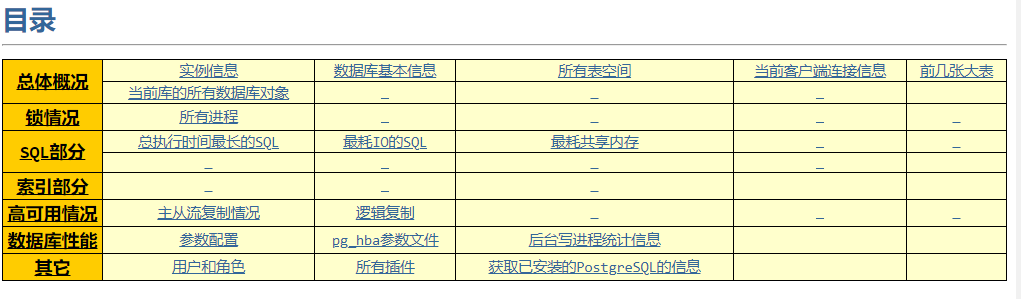 目录
总体概况 实例信息 数据库基本信息 所有表空间 当前客户端连接信息 前几张大表
当前库的所有数据库对象 _ _ _
锁情况 所有进程 _ _ _ _
SQL部分 总执行时间最长的SQL 最耗IO的SQL 最耗共享内存 _ _
_ _ _ _
索引部分 _ _ _
高可用情况 主从流复制情况 逻辑复制 _ _ _
数据库性能 参数配置 pg_hba参数文件 后台写进程统计信息
其它 用户和角色 所有插件 获取已安装的PostgreSQL的信息